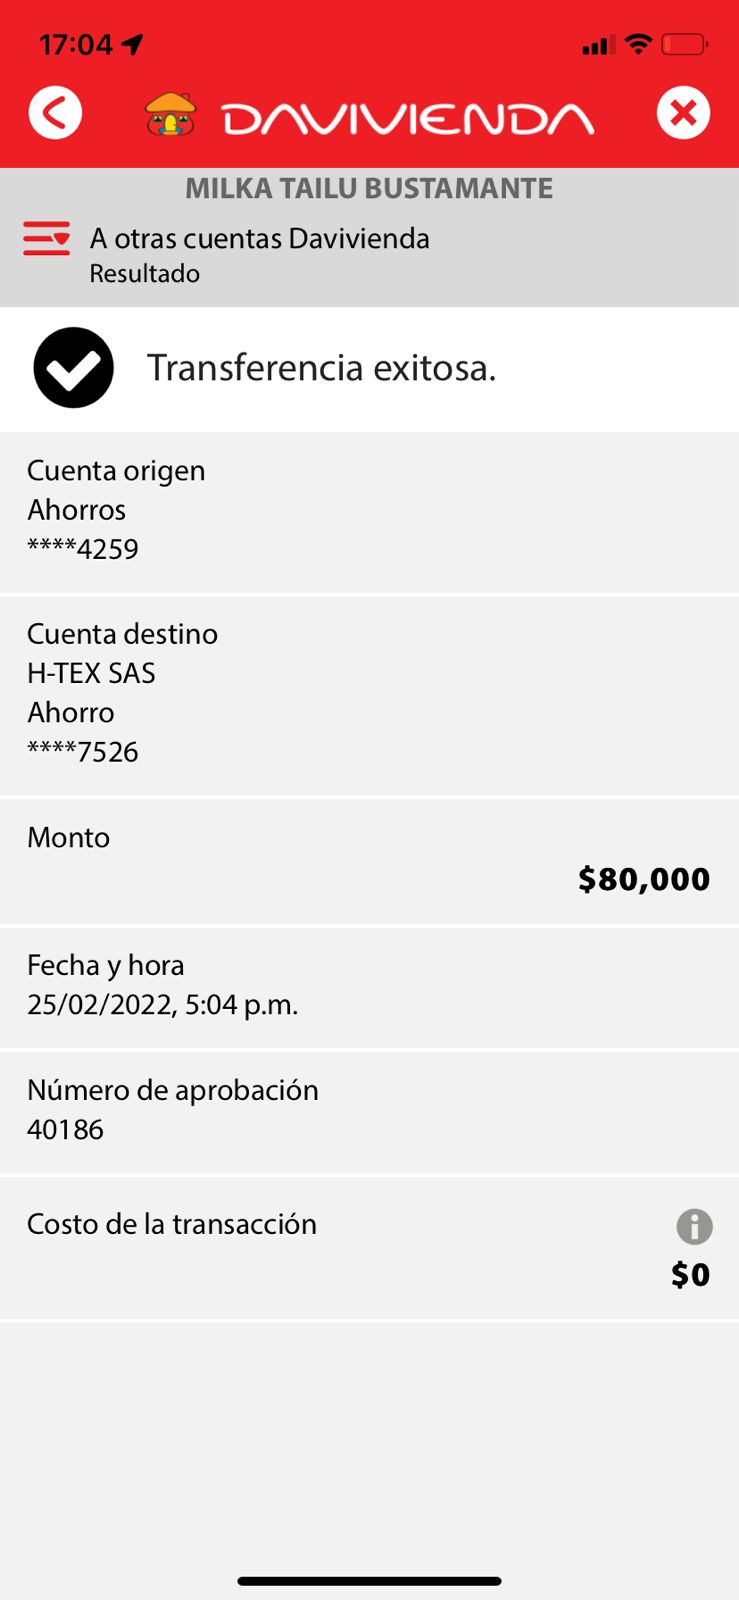 17:04
DAVIVIENDA
MILKA TAILU BUSTAMANTE
A otras cuentas Davivienda
Resultado
Transferencia exitosa.
Cuenta origen
Ahorros
****4259
Cuenta destino
H-TEX SAS
Ahorro
****7526
Monto
$80,000
Fecha y hora
25/02/2022, 5:04 p.m.
Número de aprobación
40186
Costo de la transacción
$0